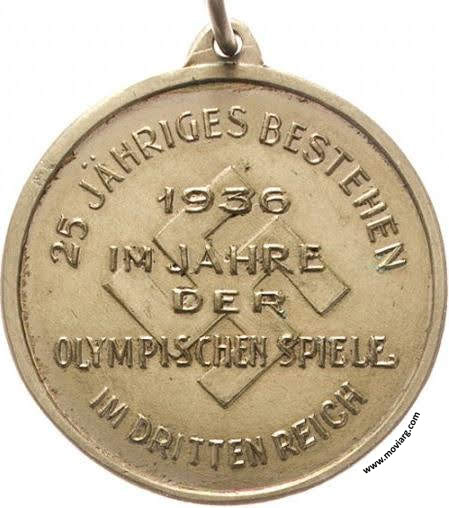 25 JÄHRIGES BESTEHEN
1936
IM JAHRE
DER
OLYMPISCHEN SPIELE
IM DRITTEN REICH
www.moviarg.com